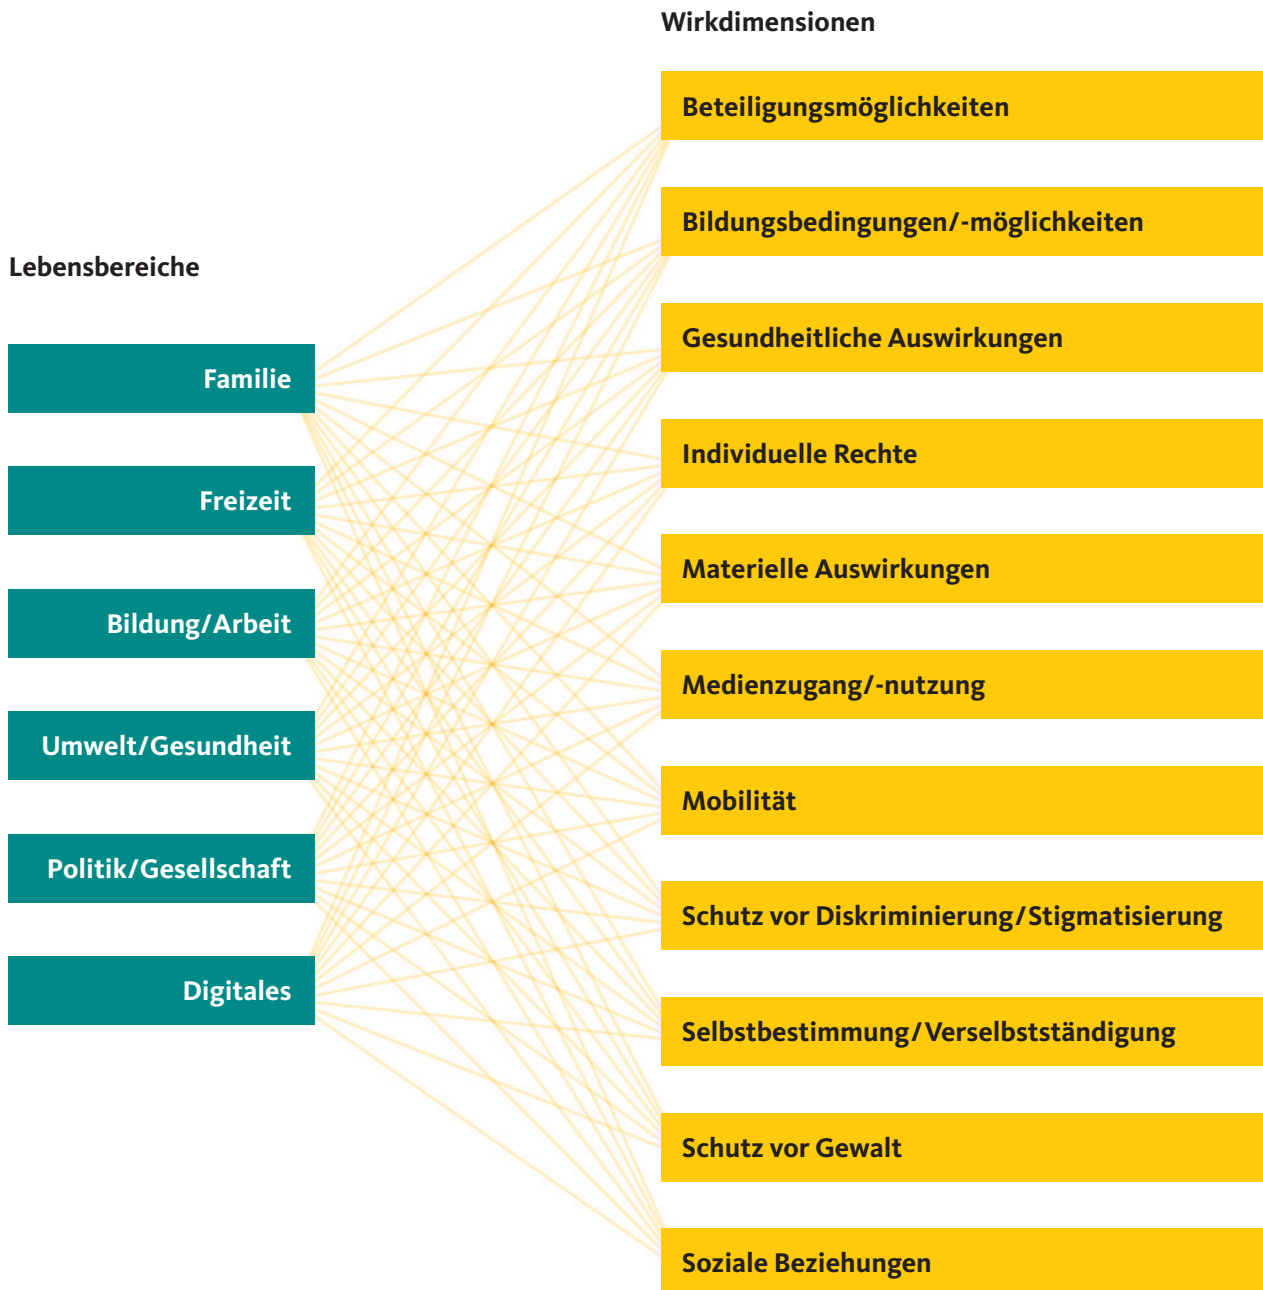 Wirkdimensionen
Beteiligungsmöglichkeiten
Bildungsbedingungen/-möglichkeiten
Gesundheitliche Auswirkungen
Individuelle Rechte
Materielle Auswirkungen
Medienzugang/-nutzung
Mobilität
Schutz vor Diskriminierung/Stigmatisierung
Selbstbestimmung/Verselbstständigung
Schutz vor Gewalt
Soziale Beziehungen
Lebensbereiche
Familie
Freizeit
Bildung/Arbeit
Umwelt/Gesundheit
Politik/Gesellschaft
Digitales